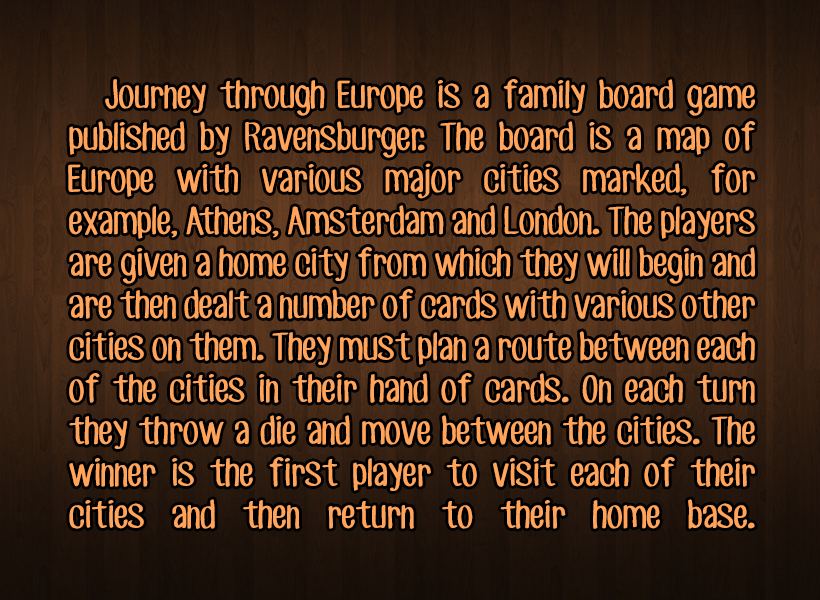 Journey through Europe is a family board game
published by Ravensburger. The board is a map of
Europe with various major cities marked, for
example, Athens, Amsterdam and London. The players
are given a home city from which they will begin and
are then dealt a number of cards with various other
cities on them. They must plan a route between each
of the cities in their hand of cards. On each turn
they throw a die and move between the cities. The
winner is the first player to visit each of their
cities and then return to their home base.